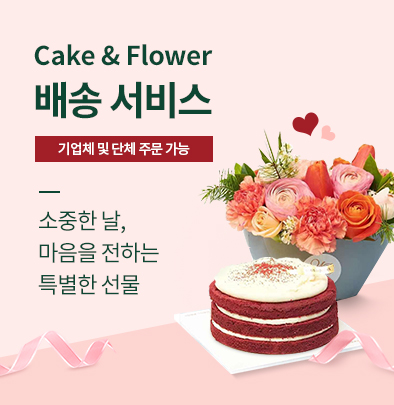 Cake & Flower
배송 서비스
기업체 및 단체 주문 가능
소중한 날,
마음을 전하는
특별한 선물